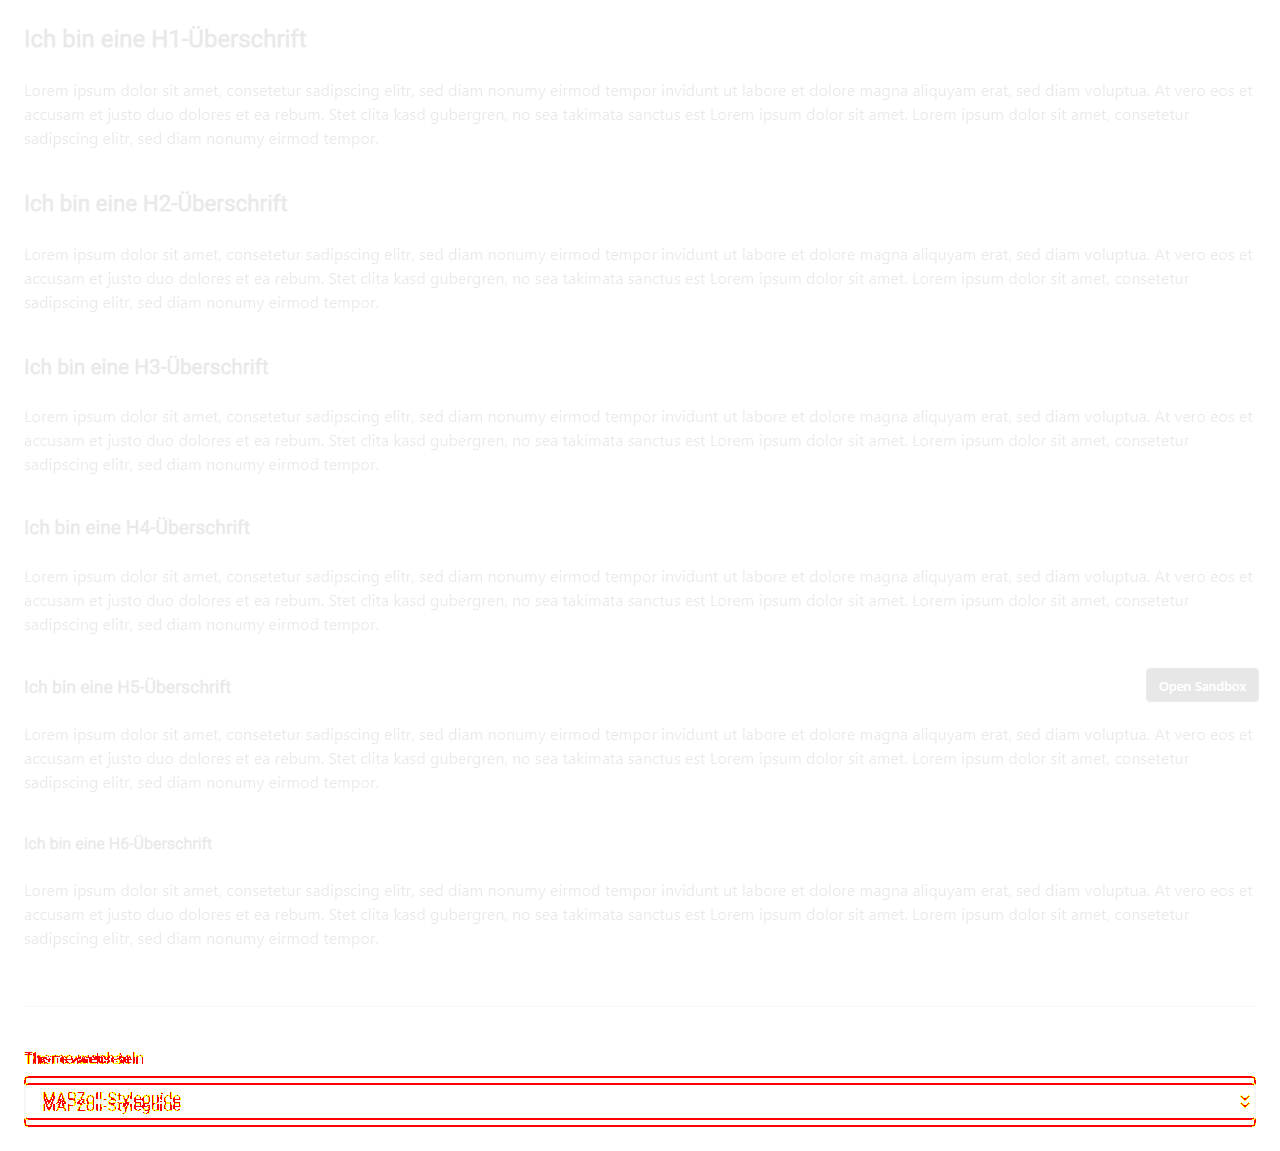 Ich bin eine H1-Überschrift
Lorem ipsum dolor sit amet, consetetur sadipscing elitr, sed diam nonumy eirmod tempor invidunt ut labore et dolore magna aliquyam erat, sed diam voluptua. At vero eos et
accusam et justo duo dolores et ea rebum. Stet clita kasd gubergren, no sea takimata sanctus est Lorem ipsum dolor sit amet. Lorem ipsum dolor sit amet, consetetur
sadipscing elitr, sed diam nonumy eirmod tempor.
Ich bin eine H2-Überschrift
Lorem ipsum dolor sit amet, consetetur sadipscing elitr, sed diam nonumy eirmod tempor invidunt ut labore et dolore magna aliquyam erat, sed diam voluptua. At vero eos et
accusam et justo duo dolores et ea rebum. Stet clita kasd gubergren, no sea takimata sanctus est Lorem ipsum dolor sit amet. Lorem ipsum dolor sit amet, consetetur
sadipscing elitr, sed diam nonumy eirmod tempor.
Ich bin eine H3-Überschrift
Lorem ipsum dolor sit amet, consetetur sadipscing elitr, sed diam nonumy eirmod tempor invidunt ut labore et dolore magna aliquyam erat, sed diam voluptua. At vero eos et
accusam et justo duo dolores et ea rebum. Stet clita kasd gubergren, no sea takimata sanctus est Lorem ipsum dolor sit amet. Lorem ipsum dolor sit amet, consetetur
sadipscing elitr, sed diam nonumy eirmod tempor.
Ich bin eine H4-Überschrift
Lorem ipsum dolor sit amet, consetetur sadipscing elitr, sed diam nonumy eirmod tempor invidunt ut labore et dolore magna aliquyam erat, sed diam voluptua. At vero eos et
accusam et justo duo dolores et ea rebum. Stet clita kasd gubergren, no sea takimata sanctus est Lorem ipsum dolor sit amet. Lorem ipsum dolor sit amet, consetetur
sadipscing elitr, sed diam nonumy eirmod tempor.
Ich bin eine H5-Überschrift
Open Sandbox
Lorem ipsum dolor sit amet, consetetur sadipscing elitr, sed diam nonumy eirmod tempor invidunt ut labore et dolore magna aliquyam erat, sed diam voluptua. At vero eos et
accusam et justo duo dolores et ea rebum. Stet clita kasd gubergren, no sea takimata sanctus est Lorem ipsum dolor sit amet. Lorem ipsum dolor sit amet, consetetur
sadipscing elitr, sed diam nonumy eirmod tempor.
Ich bin eine H6-Überschrift
Lorem ipsum dolor sit amet, consetetur sadipscing elitr, sed diam nonumy eirmod tempor invidunt ut labore et dolore magna aliquyam erat, sed diam voluptua. At vero eos et
accusam et justo duo dolores et ea rebum. Stet clita kasd gubergren, no sea takimata sanctus est Lorem ipsum dolor sit amet. Lorem ipsum dolor sit amet, consetetur
sadipscing elitr, sed diam nonumy eirmod tempor.
Theme wechseln